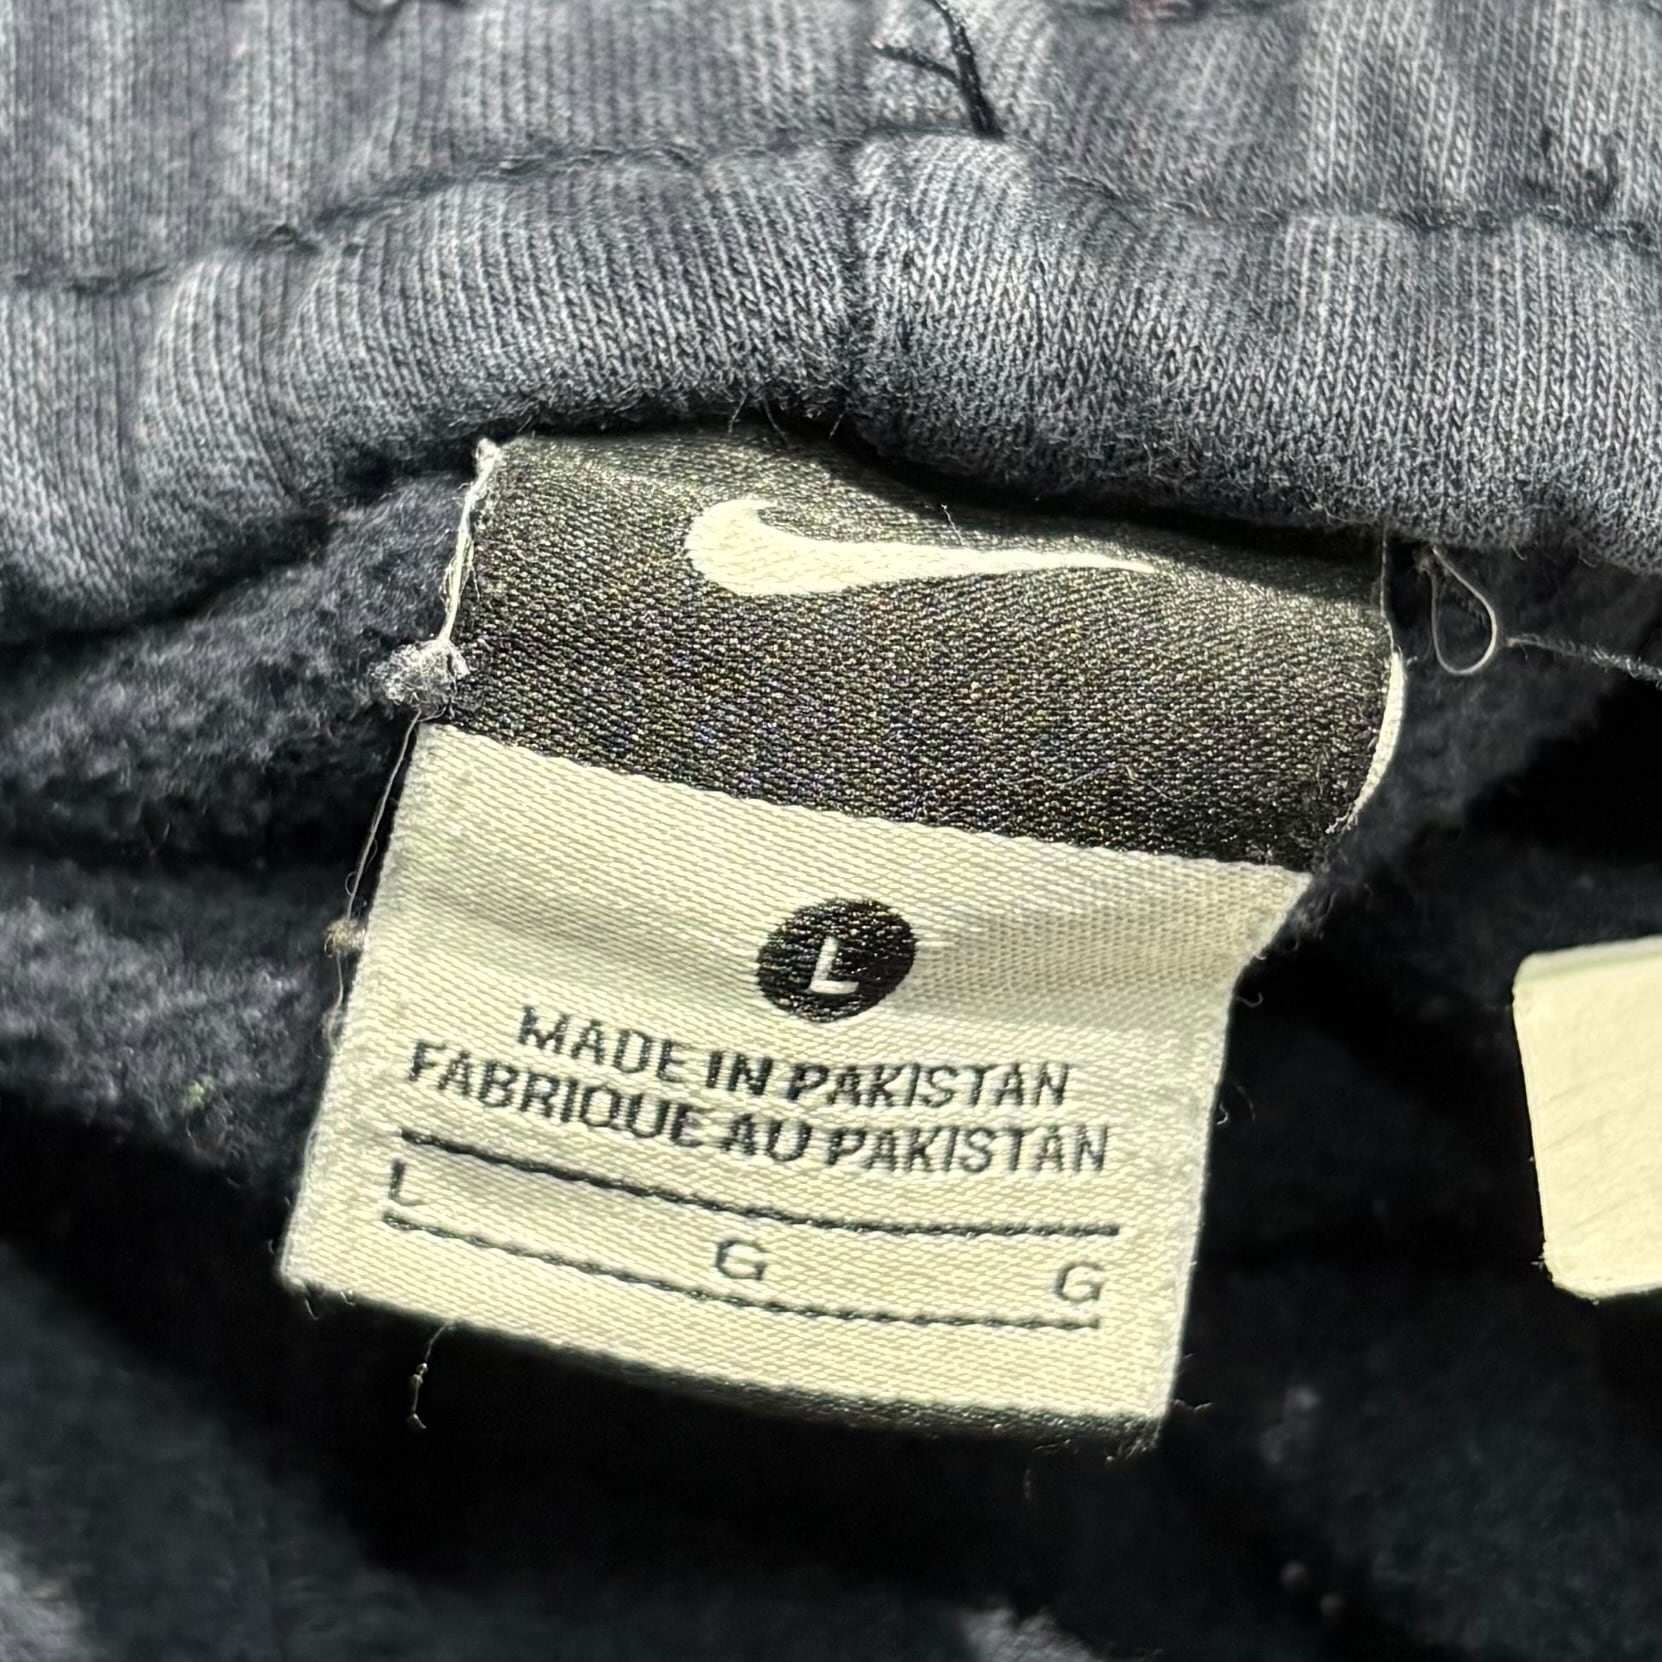 L
MADE IN PAKISTAN
FABRIQUE AU PAKISTAN
L G G